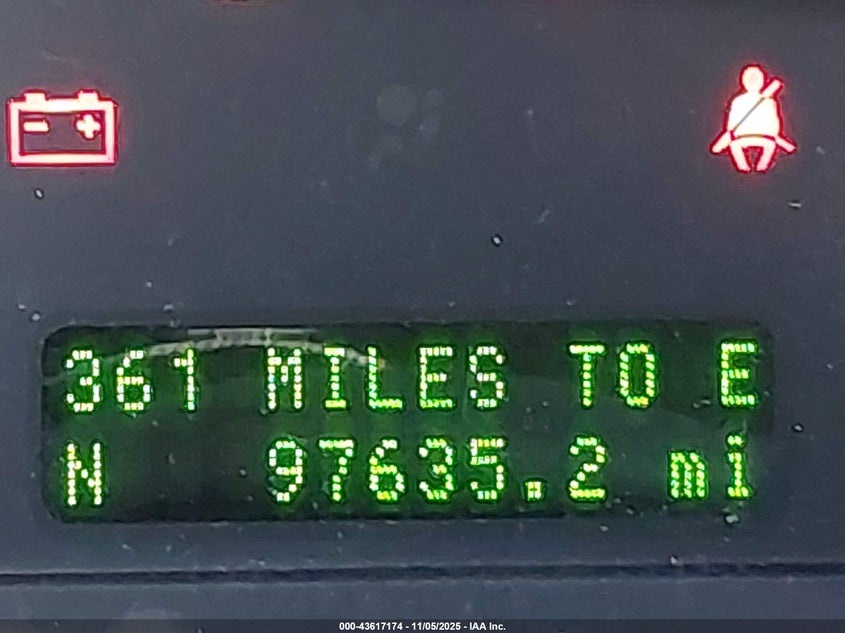 361 MILES TO E
N 97635.2 mi
000-43617174 - 11/05/2025 - IAA Inc.